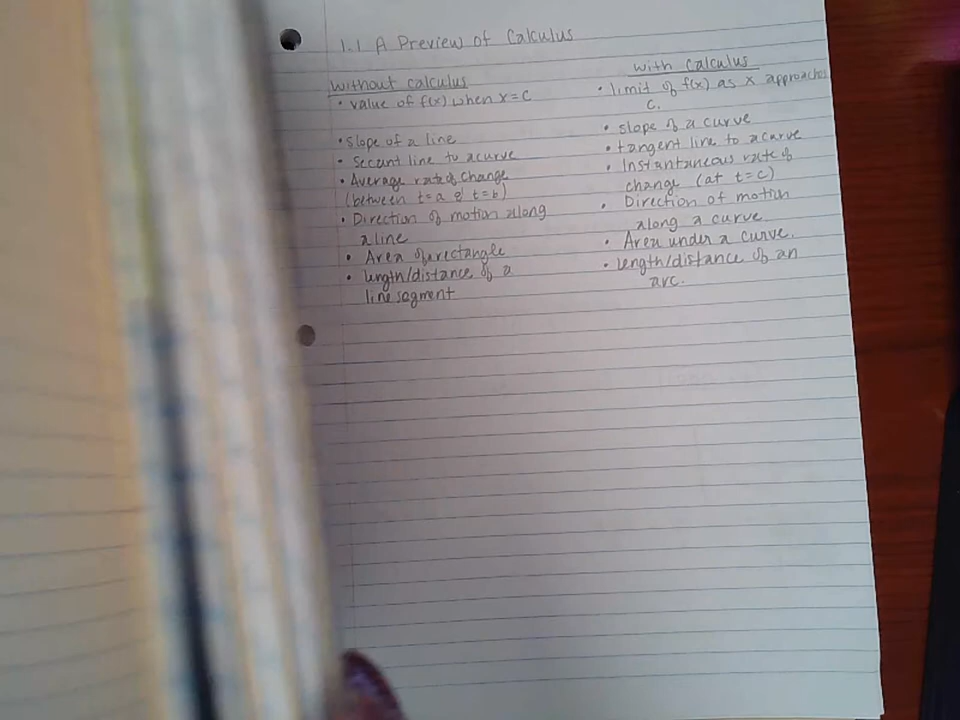 1.1 A Preview of Calculus
without calculus
• value of f(x) when x=c
• slope of a line
• Secant line to a curve
• Average rate of change
(between t=a & t=b)
• Direction of motion along
a line
• Area of rectangle
• length/distance of a
line segment
with calculus
• limit of f(x) as x approaches
c.
• slope of a curve
• tangent line to a curve
• Instantaneous rate of
change (at t=c)
• Direction of motion
along a curve.
• Area under a curve.
• length/distance of an
arc.